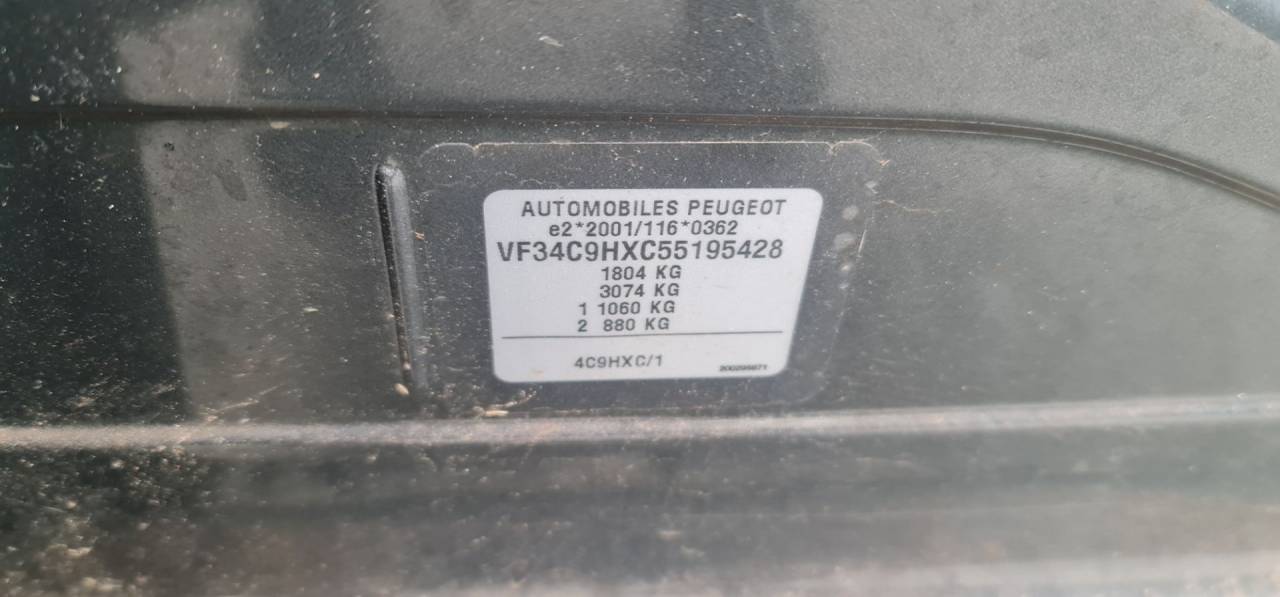 AUTOMOBILES PEUGEOT
e2*2001/116*0362
VF34C9HXC55195428
1804 KG
3074 KG
1 1060 KG
2 880 KG
4C9HXC/1